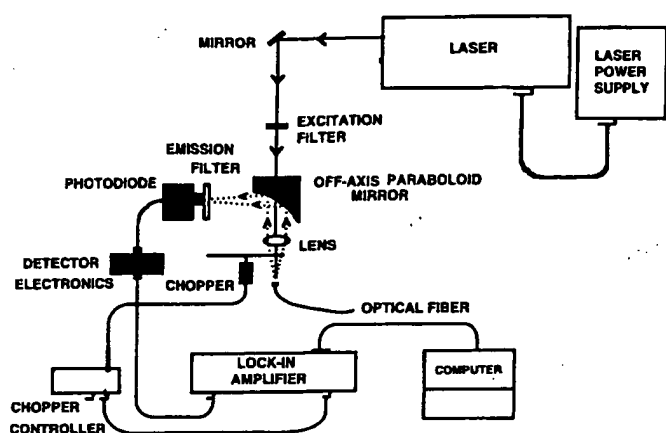 MIRROR
LASER
LASER
POWER
SUPPLY
EXCITATION
FILTER
EMISSION
FILTER
PHOTODIODE
OFF-AXIS PARABOLOID
MIRROR
LENS
DETECTOR
ELECTRONICS
CHOPPER
OPTICAL FIBER
LOCK-IN
AMPLIFIER
COMPUTER
CHOPPER
CONTROLLER